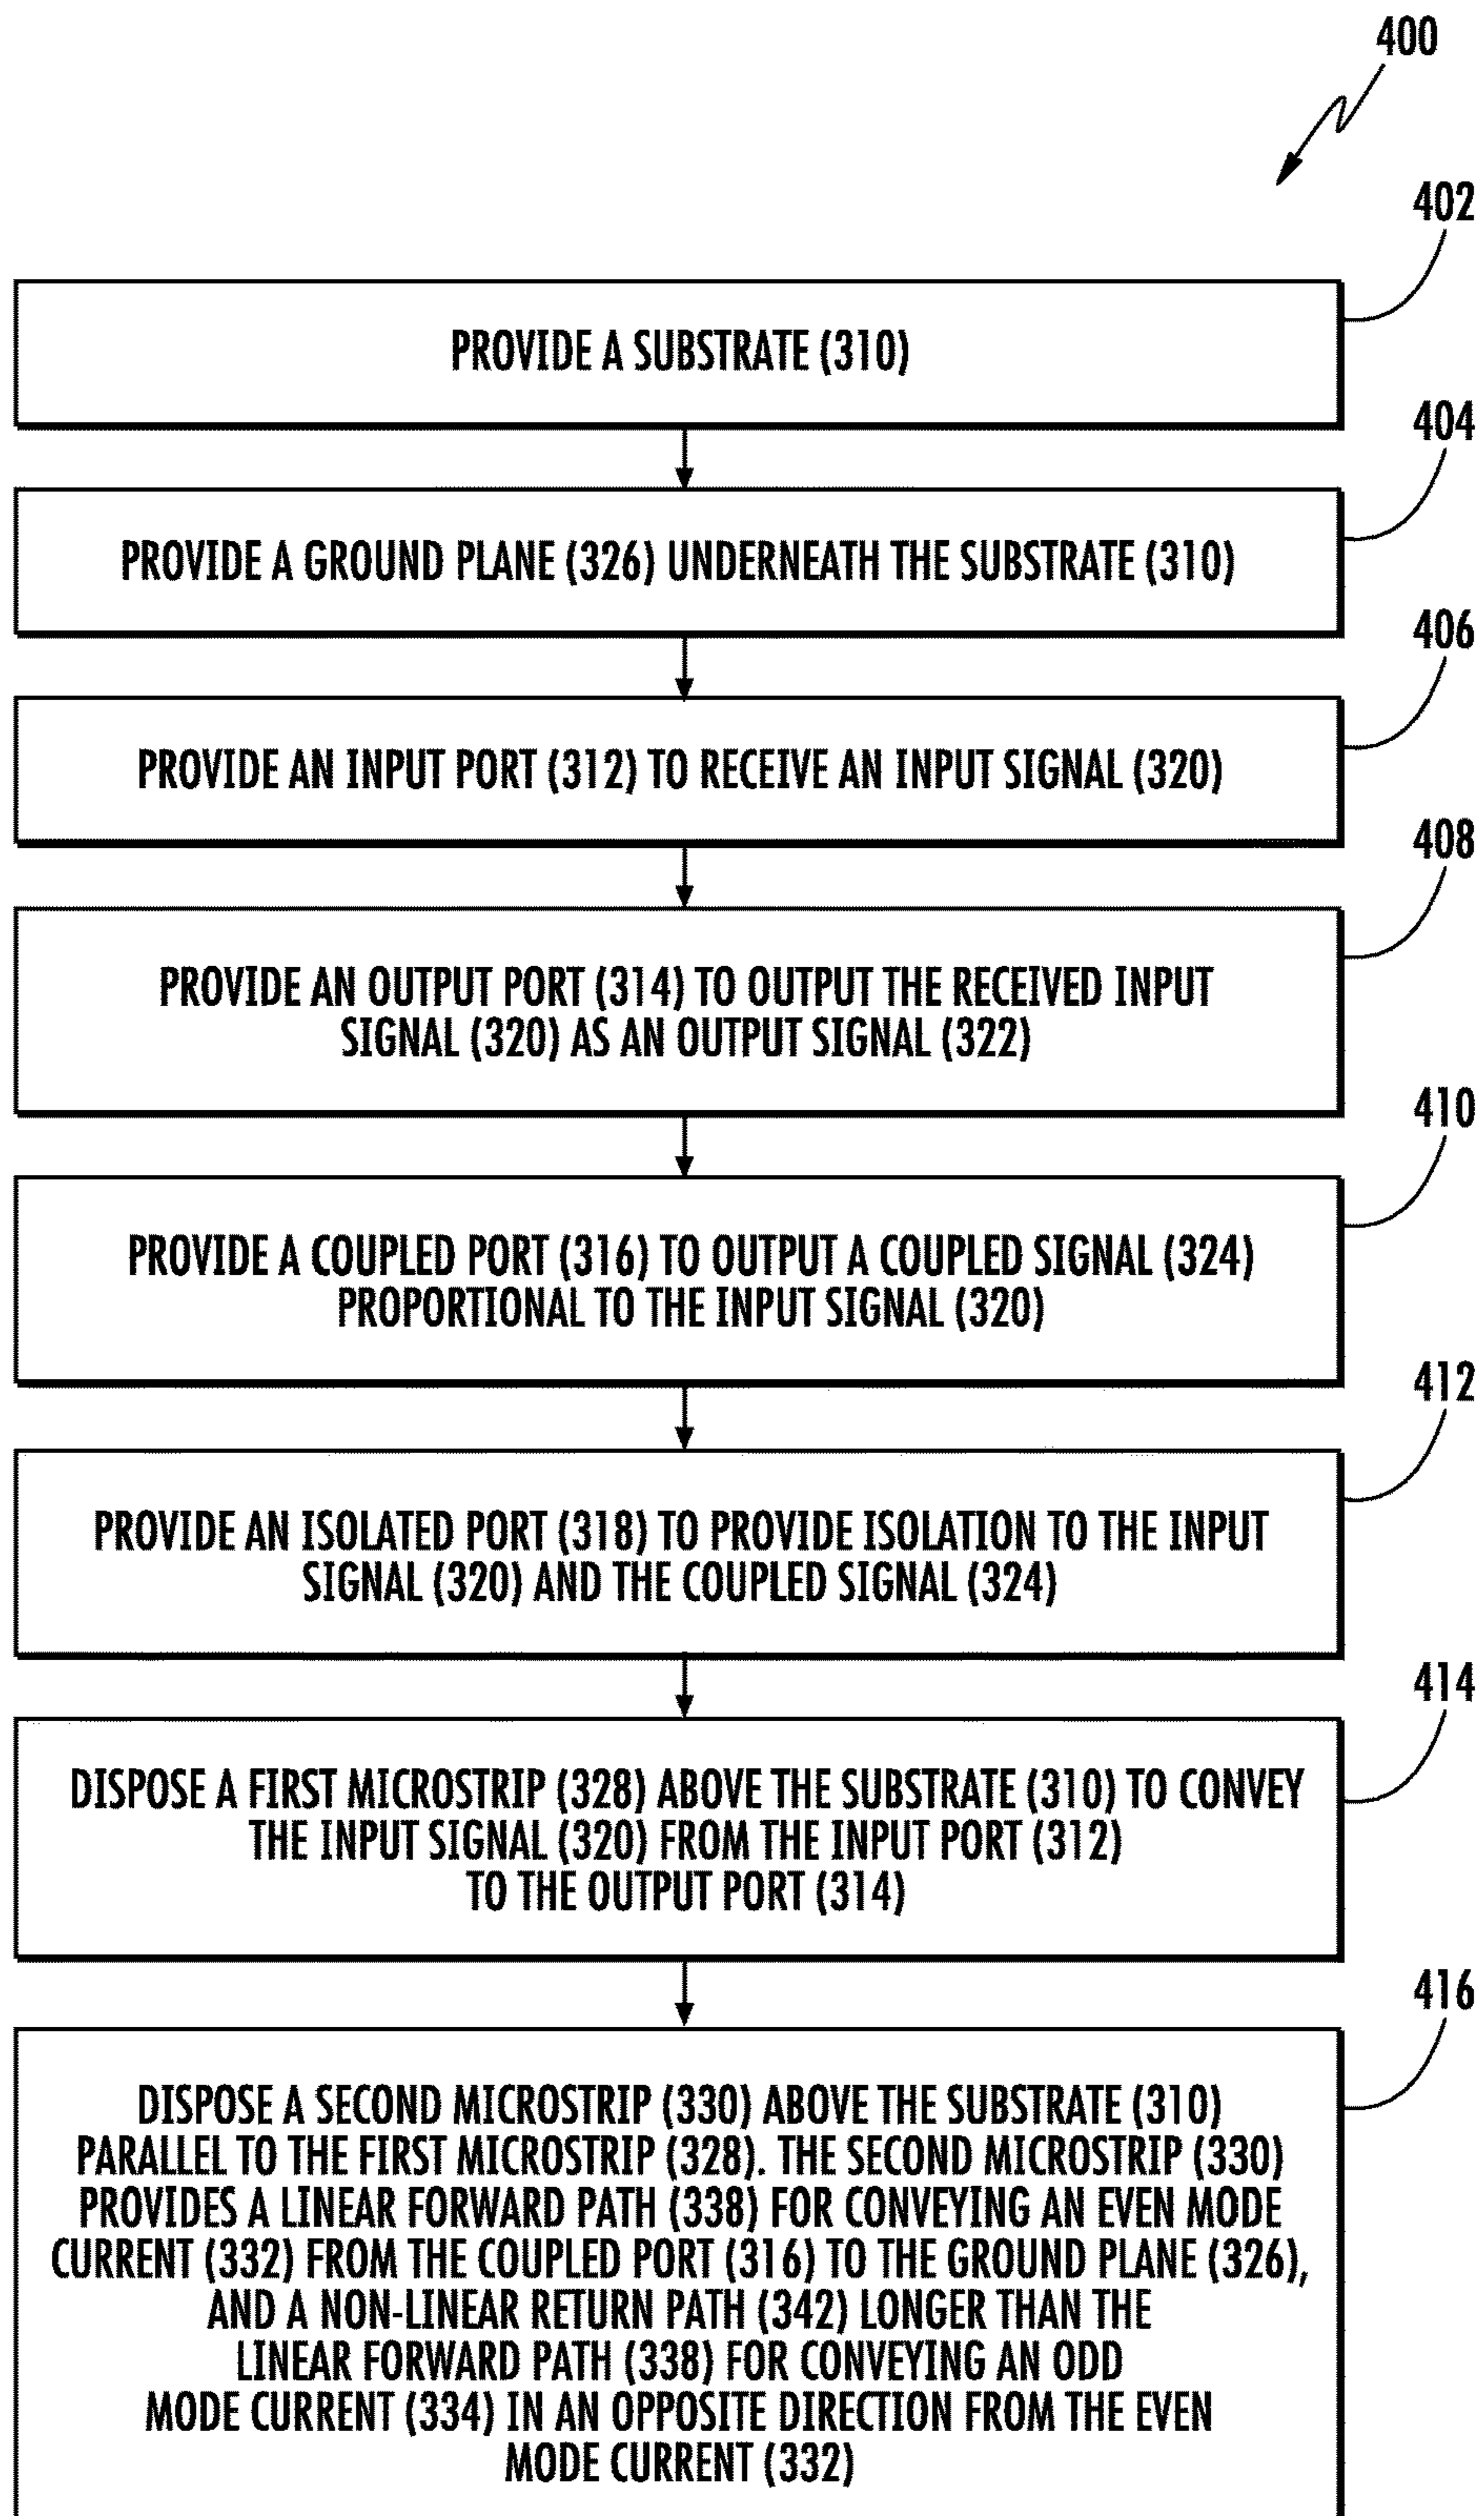 400
402
PROVIDE A SUBSTRATE (310)
404
PROVIDE A GROUND PLANE (326) UNDERNEATH THE SUBSTRATE (310)
406
PROVIDE AN INPUT PORT (312) TO RECEIVE AN INPUT SIGNAL (320)
408
PROVIDE AN OUTPUT PORT (314) TO OUTPUT THE RECEIVED INPUT
SIGNAL (320) AS AN OUTPUT SIGNAL (322)
410
PROVIDE A COUPLED PORT (316) TO OUTPUT A COUPLED SIGNAL (324)
PROPORTIONAL TO THE INPUT SIGNAL (320)
412
PROVIDE AN ISOLATED PORT (318) TO PROVIDE ISOLATION TO THE INPUT
SIGNAL (320) AND THE COUPLED SIGNAL (324)
414
DISPOSE A FIRST MICROSTRIP (328) ABOVE THE SUBSTRATE (310) TO CONVEY
THE INPUT SIGNAL (320) FROM THE INPUT PORT (312)
TO THE OUTPUT PORT (314)
416
DISPOSE A SECOND MICROSTRIP (330) ABOVE THE SUBSTRATE (310)
PARALLEL TO THE FIRST MICROSTRIP (328). THE SECOND MICROSTRIP (330)
PROVIDES A LINEAR FORWARD PATH (338) FOR CONVEYING AN EVEN MODE
CURRENT (332) FROM THE COUPLED PORT (316) TO THE GROUND PLANE (326),
AND A NON-LINEAR RETURN PATH (342) LONGER THAN THE
LINEAR FORWARD PATH (338) FOR CONVEYING AN ODD
MODE CURRENT (334) IN AN OPPOSITE DIRECTION FROM THE EVEN
MODE CURRENT (332)